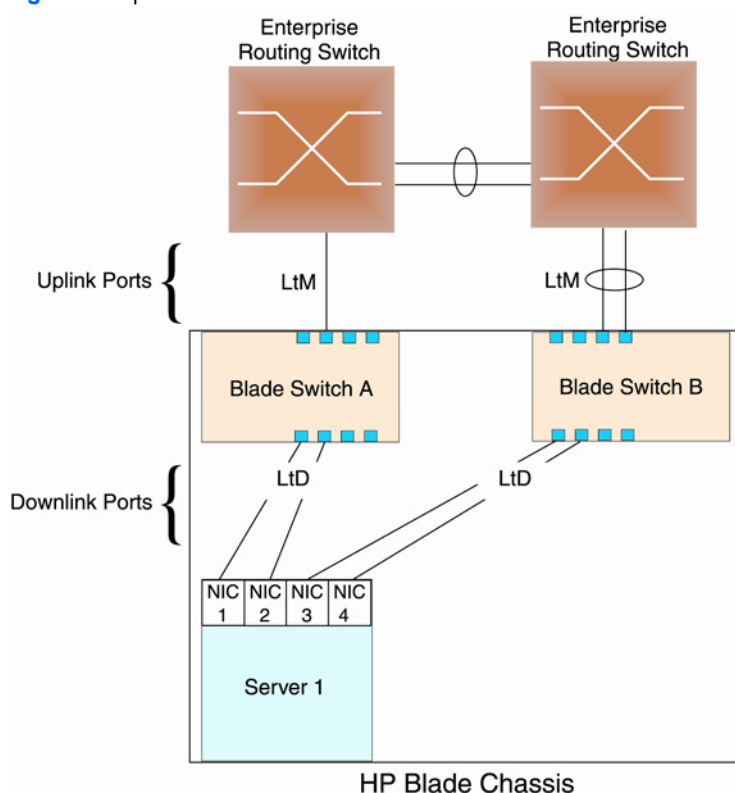 Enterprise
Routing Switch
Enterprise
Routing Switch
Uplink Ports
LtM
LtM
Blade Switch A
Blade Switch B
Downlink Ports
LtD
LtD
NIC
1
NIC
2
NIC
3
NIC
4
Server 1
HP Blade Chassis